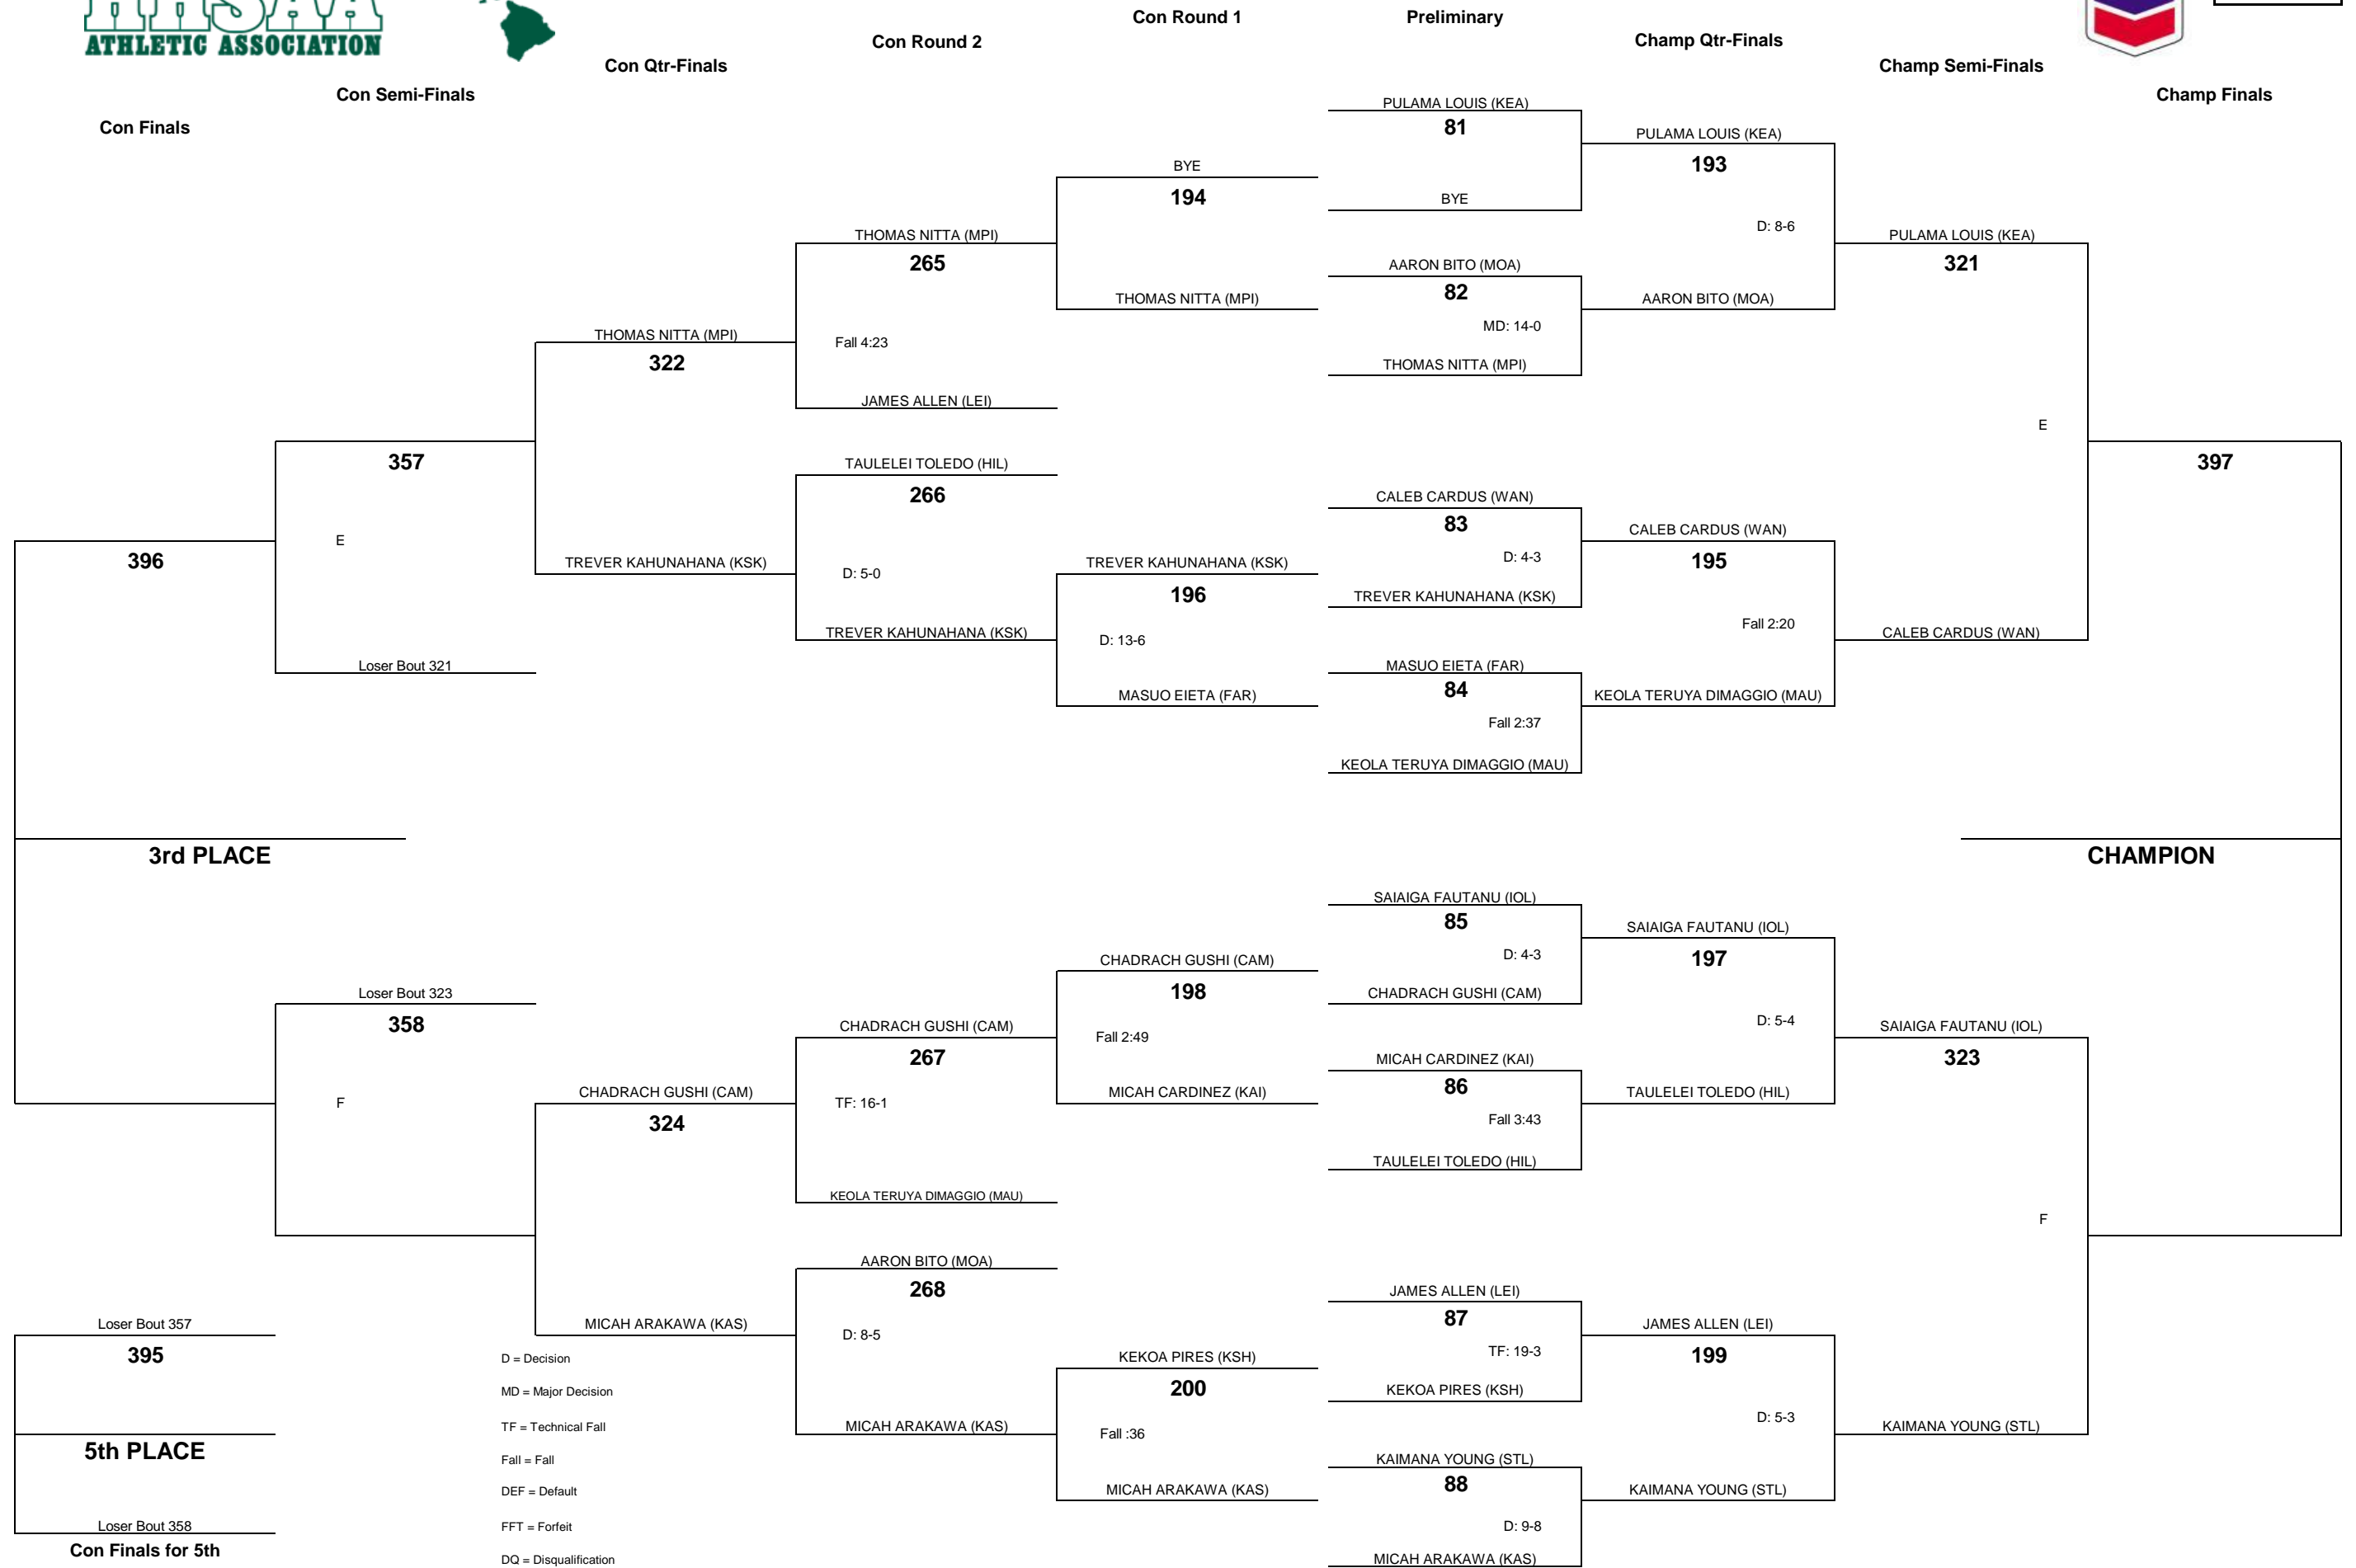 HHSAA
ATHLETIC ASSOCIATION
Con Round 1
Preliminary
Con Round 2
Champ Qtr-Finals
Con Qtr-Finals
Champ Semi-Finals
Con Semi-Finals
Champ Finals
Con Finals
PULAMA LOUIS (KEA)
81
BYE
AARON BITO (MOA)
82
MD: 14-0
THOMAS NITTA (MPI)
CALEB CARDUS (WAN)
83
D: 4-3
TREVER KAHUNAHANA (KSK)
MASUO EIETA (FAR)
84
Fall 2:37
KEOLA TERUYA DIMAGGIO (MAU)
SAIAIGA FAUTANU (IOL)
85
D: 4-3
CHADRACH GUSHI (CAM)
MICAH CARDINEZ (KAI)
86
Fall 3:43
TAULELEI TOLEDO (HIL)
JAMES ALLEN (LEI)
87
TF: 19-3
KEKOA PIRES (KSH)
KAIMANA YOUNG (STL)
88
D: 9-8
MICAH ARAKAWA (KAS)
PULAMA LOUIS (KEA)
193
D: 8-6
AARON BITO (MOA)
CALEB CARDUS (WAN)
195
Fall 2:20
KEOLA TERUYA DIMAGGIO (MAU)
SAIAIGA FAUTANU (IOL)
197
D: 5-4
TAULELEI TOLEDO (HIL)
JAMES ALLEN (LEI)
199
D: 5-3
KAIMANA YOUNG (STL)
PULAMA LOUIS (KEA)
321
E
CALEB CARDUS (WAN)
SAIAIGA FAUTANU (IOL)
323
F
KAIMANA YOUNG (STL)
397
CHAMPION
BYE
194
THOMAS NITTA (MPI)
TREVER KAHUNAHANA (KSK)
196
D: 13-6
MASUO EIETA (FAR)
CHADRACH GUSHI (CAM)
198
Fall 2:49
MICAH CARDINEZ (KAI)
KEKOA PIRES (KSH)
200
Fall :36
MICAH ARAKAWA (KAS)
THOMAS NITTA (MPI)
265
Fall 4:23
JAMES ALLEN (LEI)
TAULELEI TOLEDO (HIL)
266
D: 5-0
TREVER KAHUNAHANA (KSK)
CHADRACH GUSHI (CAM)
267
TF: 16-1
KEOLA TERUYA DIMAGGIO (MAU)
AARON BITO (MOA)
268
D: 8-5
MICAH ARAKAWA (KAS)
THOMAS NITTA (MPI)
322
TREVER KAHUNAHANA (KSK)
CHADRACH GUSHI (CAM)
324
MICAH ARAKAWA (KAS)
357
E
Loser Bout 321
Loser Bout 323
358
F
396
3rd PLACE
Loser Bout 357
395
5th PLACE
Loser Bout 358
Con Finals for 5th
D = Decision
MD = Major Decision
TF = Technical Fall
Fall = Fall
DEF = Default
FFT = Forfeit
DQ = Disqualification